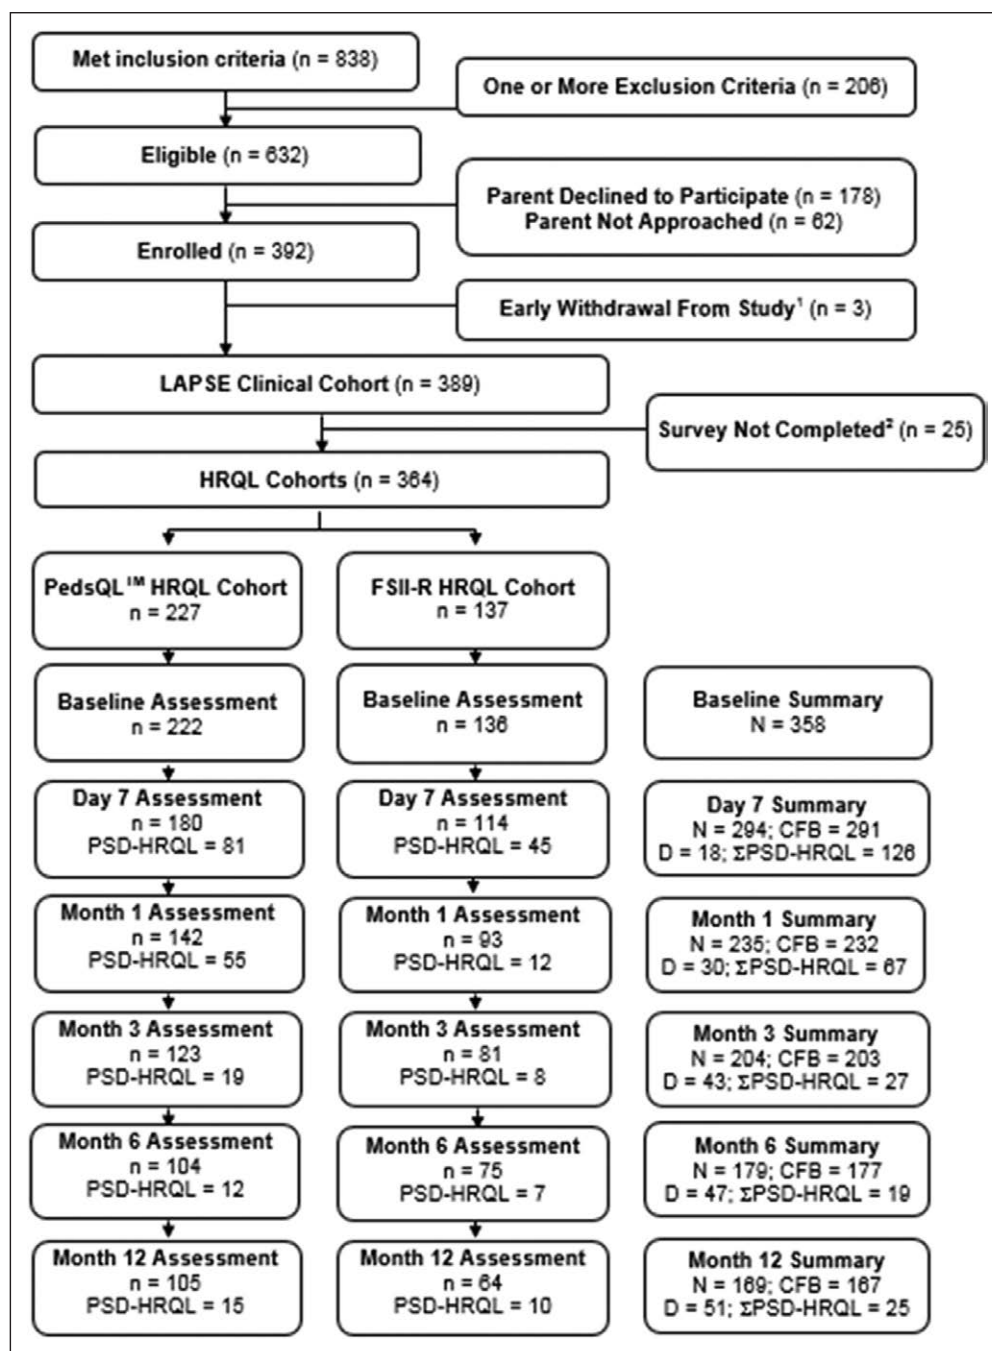 Met inclusion criteria (n = 838)
One or More Exclusion Criteria (n = 206)
Eligible (n = 632)
Parent Declined to Participate (n = 178)
Parent Not Approached (n = 62)
Enrolled (n = 392)
Early Withdrawal From Study¹ (n = 3)
LAPSE Clinical Cohort (n = 389)
Survey Not Completed² (n = 25)
HRQL Cohorts (n = 364)
PedsQL™ HRQL Cohort
n = 227
FSII-R HRQL Cohort
n = 137
Baseline Assessment
n = 222
Baseline Assessment
n = 136
Baseline Summary
N = 358
Day 7 Assessment
n = 180
PSD-HRQL = 81
Day 7 Assessment
n = 114
PSD-HRQL = 45
Day 7 Summary
N = 294; CFB = 291
D = 18; ΣPSD-HRQL = 126
Month 1 Assessment
n = 142
PSD-HRQL = 55
Month 1 Assessment
n = 93
PSD-HRQL = 12
Month 1 Summary
N = 235; CFB = 232
D = 30; ΣPSD-HRQL = 67
Month 3 Assessment
n = 123
PSD-HRQL = 19
Month 3 Assessment
n = 81
PSD-HRQL = 8
Month 3 Summary
N = 204; CFB = 203
D = 43; ΣPSD-HRQL = 27
Month 6 Assessment
n = 104
PSD-HRQL = 12
Month 6 Assessment
n = 75
PSD-HRQL = 7
Month 6 Summary
N = 179; CFB = 177
D = 47; ΣPSD-HRQL = 19
Month 12 Assessment
n = 105
PSD-HRQL = 15
Month 12 Assessment
n = 64
PSD-HRQL = 10
Month 12 Summary
N = 169; CFB = 167
D = 51; ΣPSD-HRQL = 25